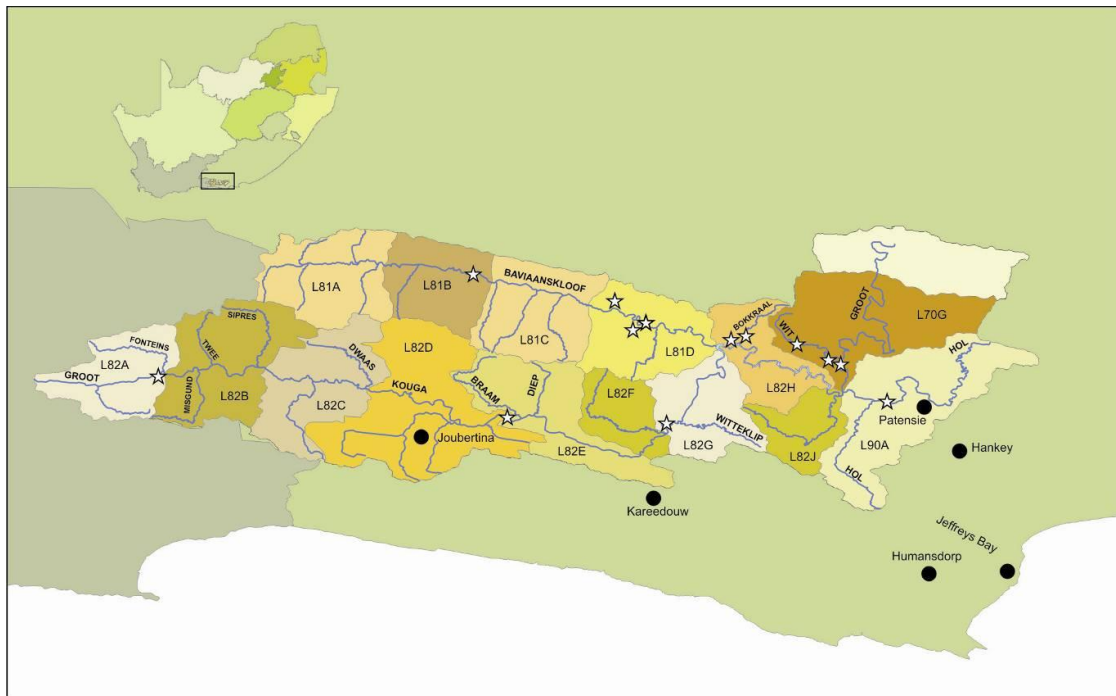 BAVIAANSKLOOF
L81A
L81B
BOKKRAAL
GROOT
SIPRES
L70G
WIT
L81C
FONTEINS
TWEE
DWAAS
L82D
L81D
HOL
L82A
GROOT
KOUGA
BRAAM
DIEP
L82F
L82H
MISGUND
L82B
L82C
Patensie
WITTEKLIP
Joubertina
L82G
L90A
L82E
L82J
Hankey
HOL
Kareedouw
Jeffreys Bay
Humansdorp